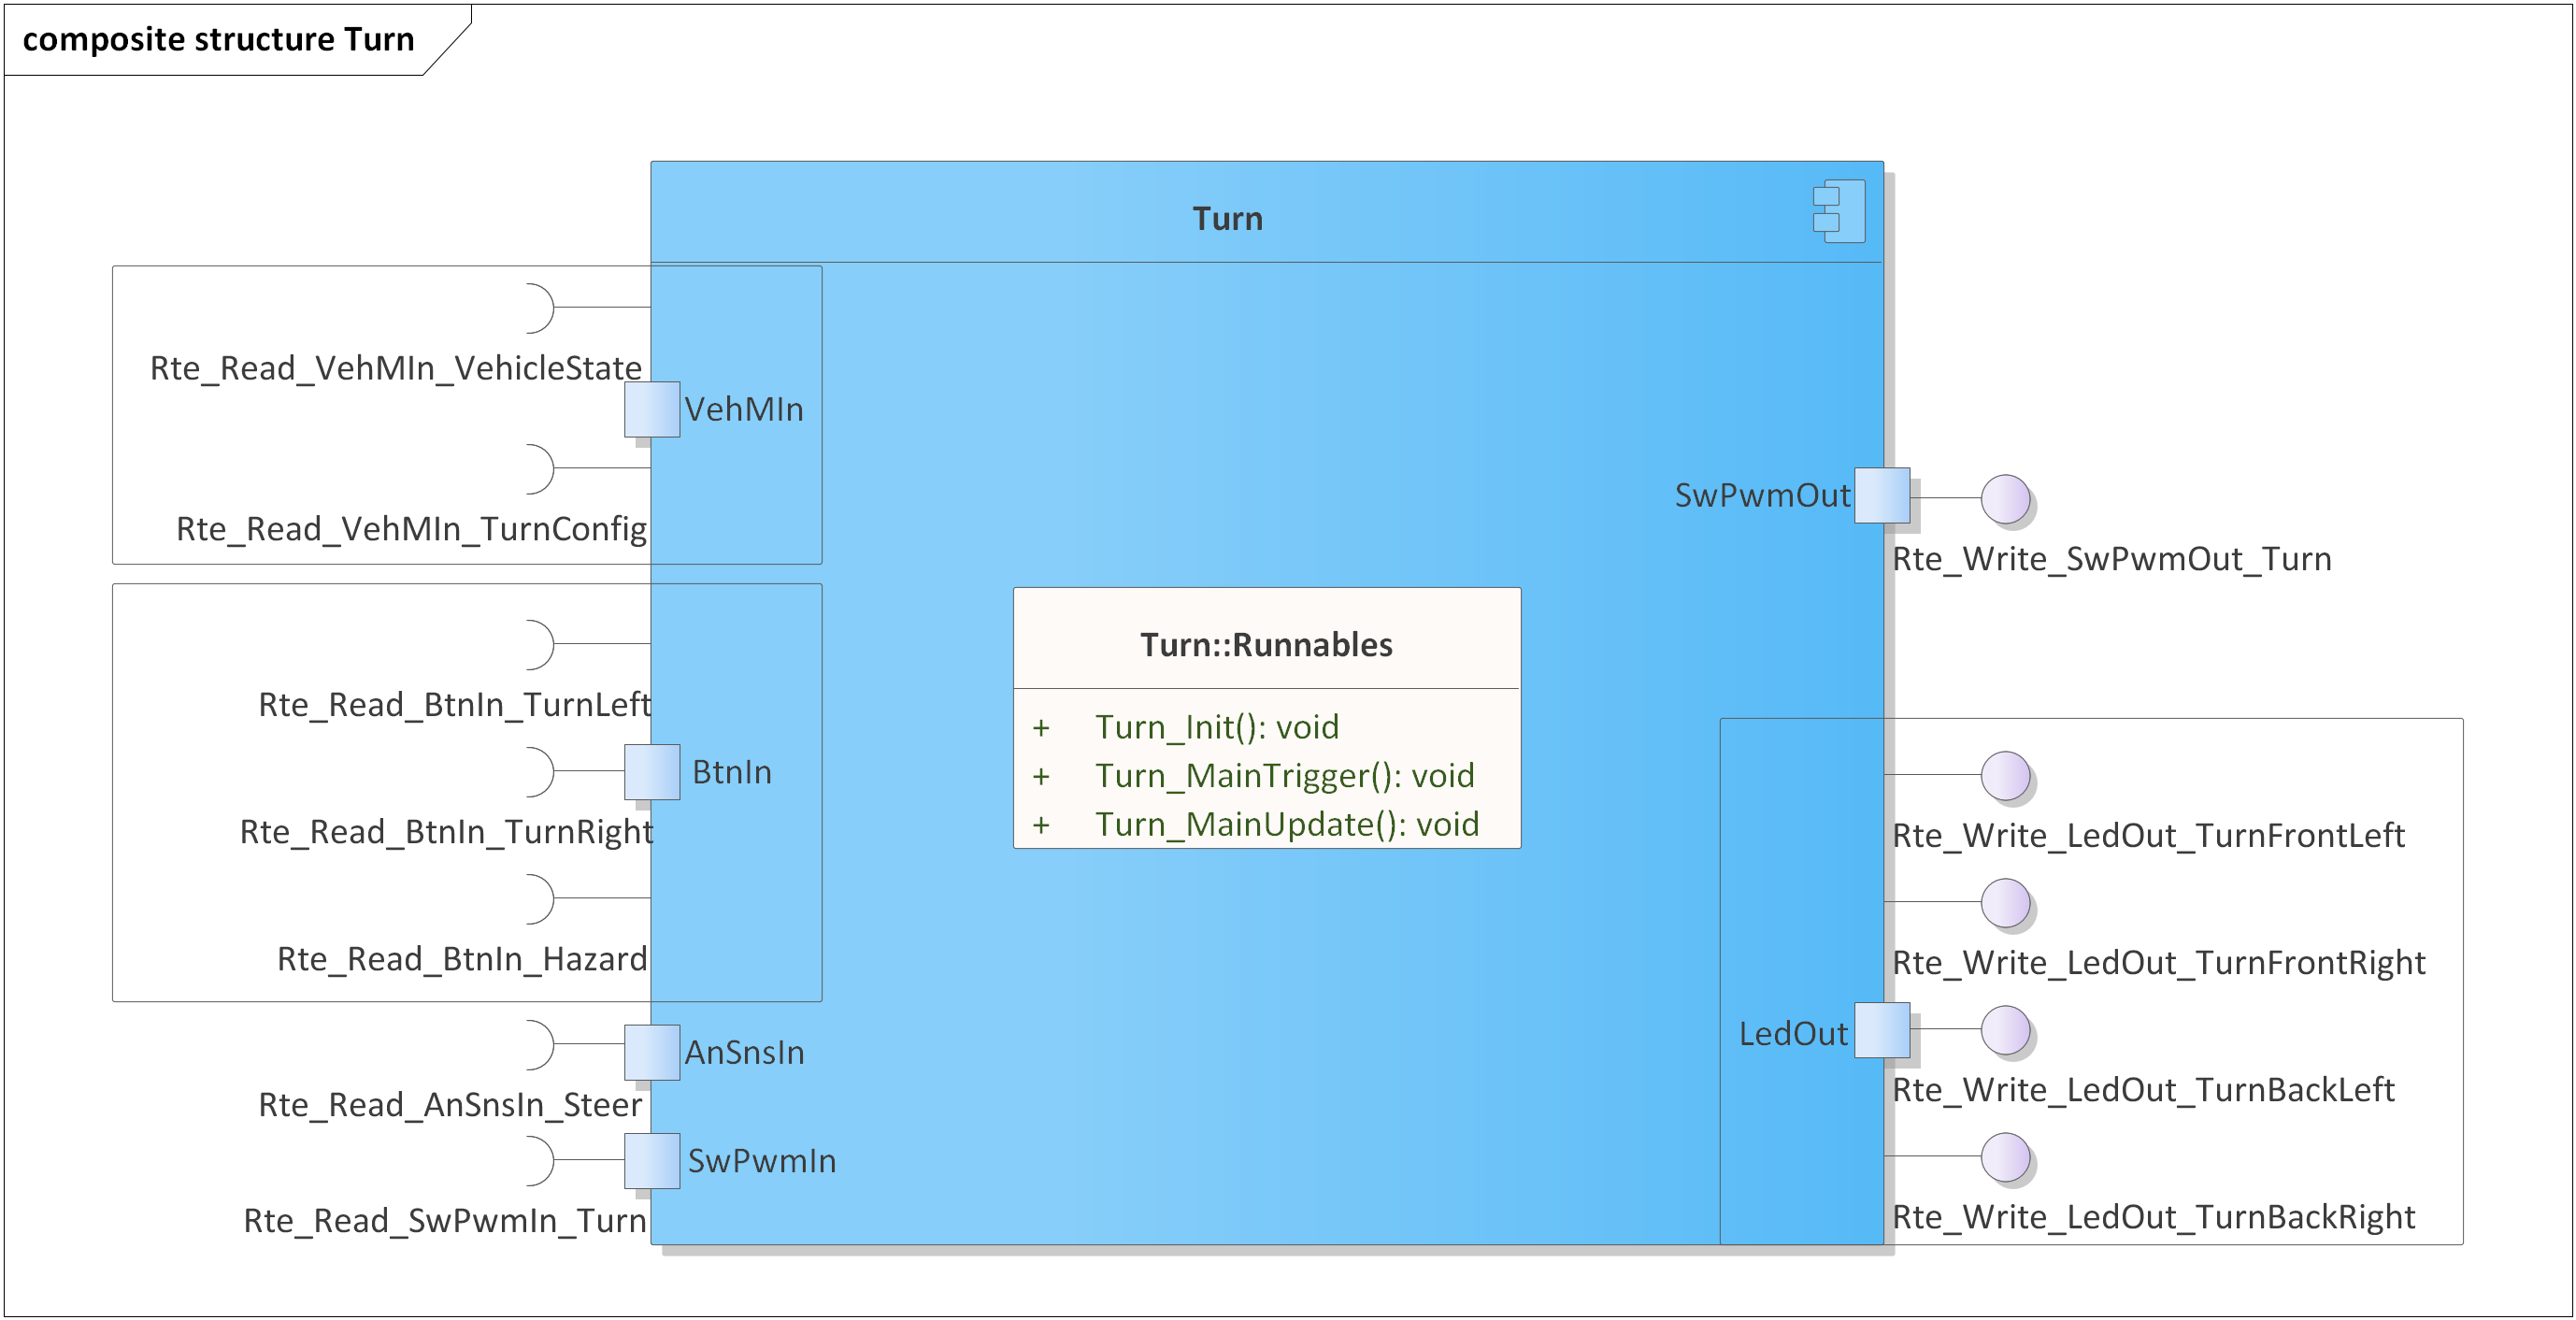 composite structure Turn
Turn
Rte_Read_VehMIn_VehicleState
VehMIn
Rte_Read_VehMIn_TurnConfig
Rte_Read_BtnIn_TurnLeft
BtnIn
Rte_Read_BtnIn_TurnRight
Rte_Read_BtnIn_Hazard
AnSnsIn
Rte_Read_AnSnsIn_Steer
SwPwmIn
Rte_Read_SwPwmIn_Turn
Turn::Runnables
+ Turn_Init(): void
+ Turn_MainTrigger(): void
+ Turn_MainUpdate(): void
SwPwmOut
Rte_Write_SwPwmOut_Turn
Rte_Write_LedOut_TurnFrontLeft
Rte_Write_LedOut_TurnFrontRight
LedOut
Rte_Write_LedOut_TurnBackLeft
Rte_Write_LedOut_TurnBackRight